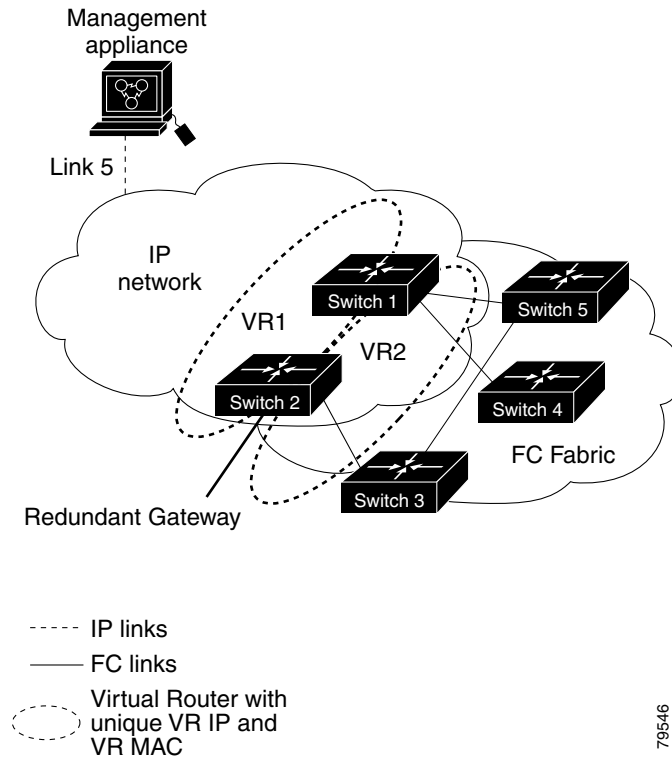 Management
appliance
Link 5
IP
network
Switch 1
Switch 5
VR1
VR2
Switch 2
Switch 4
FC Fabric
Switch 3
Redundant Gateway
IP links
FC links
Virtual Router with
unique VR IP and
VR MAC
79546